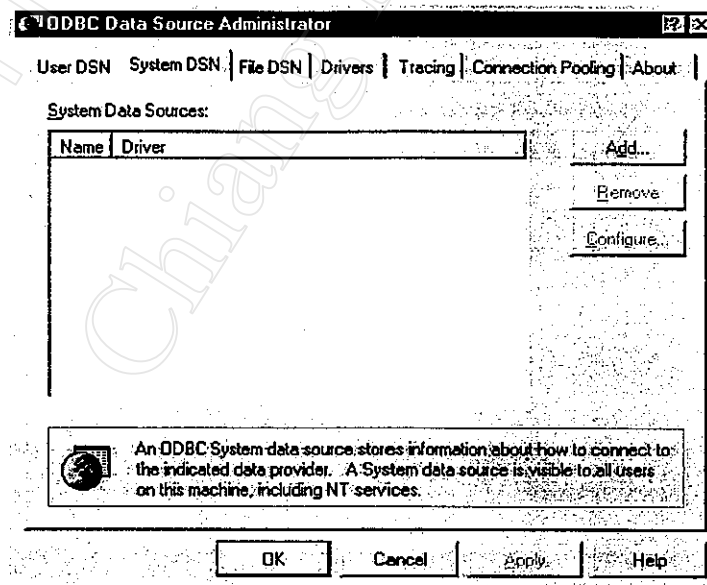 ODBC Data Source Administrator
User DSN System DSN File DSN Drivers Tracing Connection Pooling About
System Data Sources:
Name Driver
Add...
Remove
Configure...
An ODBC System data source stores information about how to connect to
the indicated data provider. A System data source is visible to all users
on this machine, including NT services.
OK Cancel Apply Help
Chiang